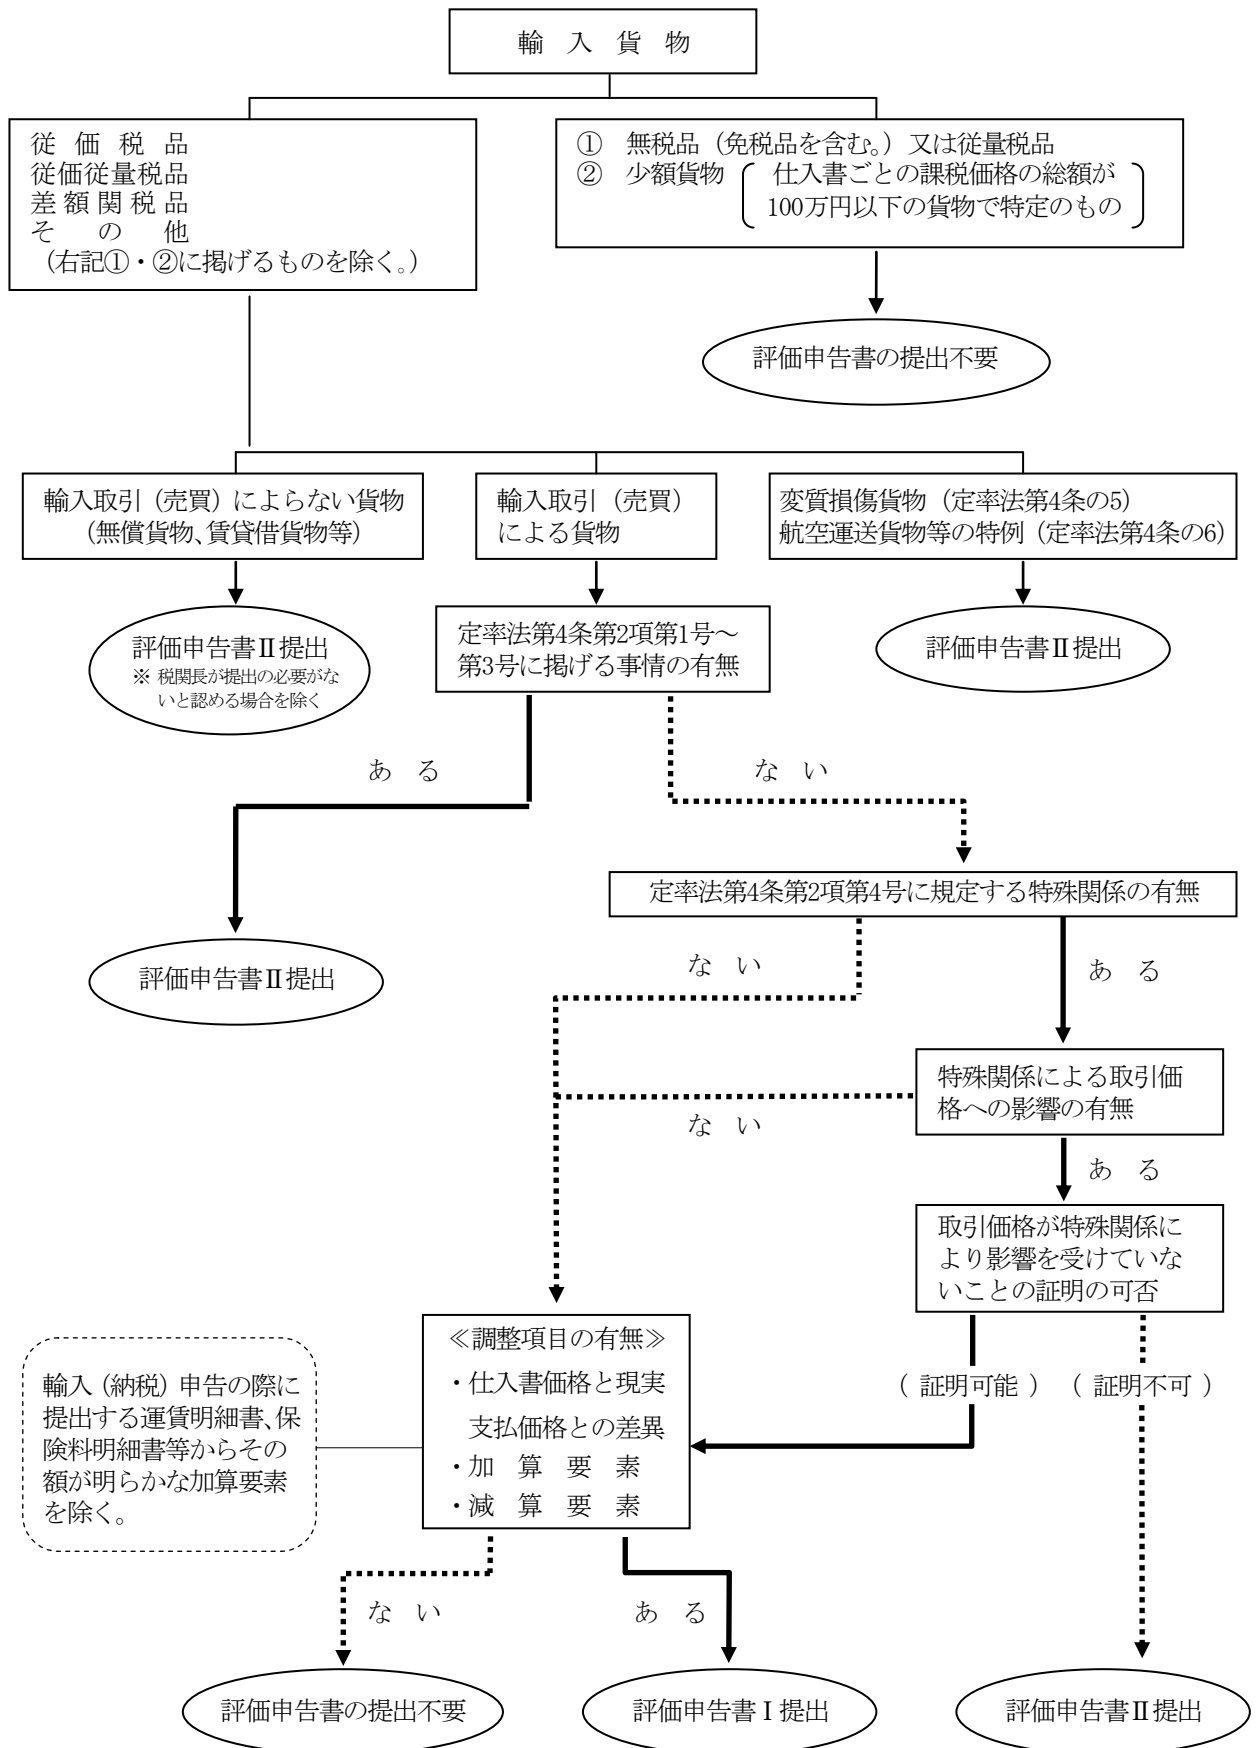 輸 入 貨 物
従 価 税 品
従価従量税品
差額関税品
そ の 他
(右記①・②に掲げるものを除く。)
① 無税品(免税品を含む。)又は従量税品
② 少額貨物 仕入書ごとの課税価格の総額が
100万円以下の貨物で特定のもの
評価申告書の提出不要
輸入取引(売買)によらない貨物
(無償貨物、賃貸借貨物等)
輸入取引(売買)
による貨物
変質損傷貨物(定率法第4条の5)
航空運送貨物等の特例(定率法第4条の6)
評価申告書Ⅱ提出
※ 税関長が提出の必要がな
いと認める場合を除く
定率法第4条第2項第1号~
第3号に掲げる事情の有無
評価申告書Ⅱ提出
あ る
な い
定率法第4条第2項第4号に規定する特殊関係の有無
評価申告書Ⅱ提出
な い
あ る
特殊関係による取引価
格への影響の有無
な い
あ る
取引価格が特殊関係に
より影響を受けていな
いことの証明の可否
≪調整項目の有無≫
・仕入書価格と現実
支払価格との差異
・加 算 要 素
・減 算 要 素
輸入(納税)申告の際に
提出する運賃明細書、保
険料明細書等からその
額が明らかな加算要素
を除く。
( 証明可能 )
( 証明不可 )
な い
あ る
評価申告書の提出不要
評価申告書Ⅰ提出
評価申告書Ⅱ提出